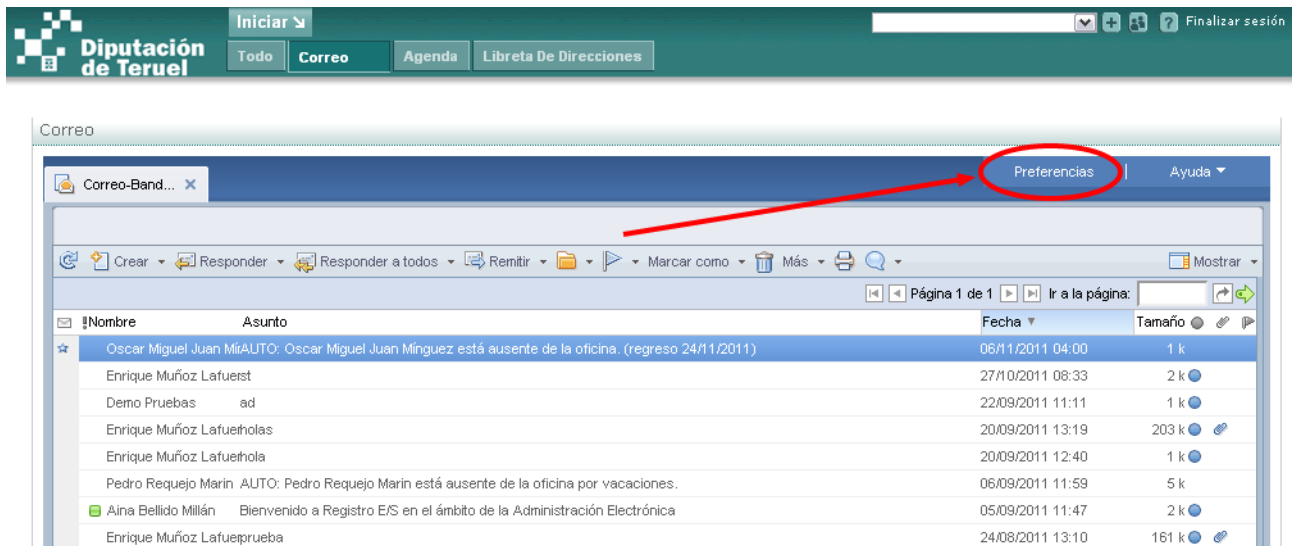 Iniciar
Finalizar sesión
Diputación
de Teruel
Todo Correo Agenda Libreta De Direcciones
Correo
Correo-Band...
Preferencias
Ayuda
Crear Responder Responder a todos Remitir Marcar como Más Mostrar
Página 1 de 1 Ir a la página:
!Nombre Asunto Fecha Tamaño
Oscar Miguel Juan Mí AUTO: Oscar Miguel Juan Mínguez está ausente de la oficina. (regreso 24/11/2011) 06/11/2011 04:00 1 k
Enrique Muñoz Lafue st 27/10/2011 08:33 2 k
Demo Pruebas ad 22/09/2011 11:11 1 k
Enrique Muñoz Lafue holas 20/09/2011 13:19 203 k
Enrique Muñoz Lafue hola 20/09/2011 12:40 1 k
Pedro Requejo Marin AUTO: Pedro Requejo Marin está ausente de la oficina por vacaciones. 06/09/2011 11:59 5 k
Aina Bellido Millán Bienvenido a Registro E/S en el ámbito de la Administración Electrónica 05/09/2011 11:47 2 k
Enrique Muñoz Lafue prueba 24/08/2011 13:10 161 k